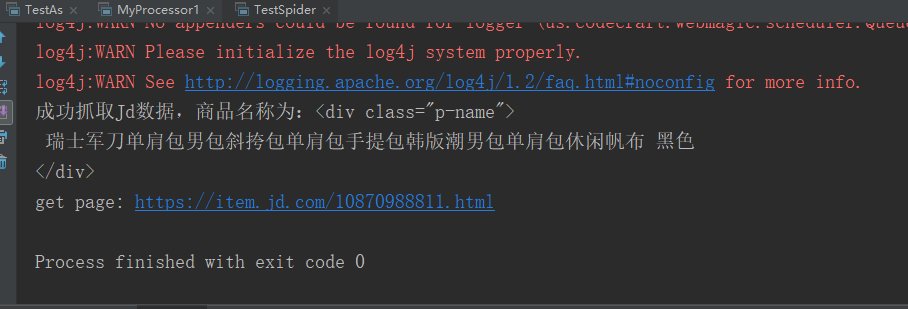 TestAs × MyProcessor1 × TestSpider ×
log4j:WARN No appenders could be found for logger (us.codecraft.webmagic.scheduler.Queue
log4j:WARN Please initialize the log4j system properly.
log4j:WARN See http://logging.apache.org/log4j/1.2/faq.html#noconfig for more info.
成功抓取Jd数据，商品名称为：<div class="p-name">
瑞士军刀单肩包男包斜挎包单肩包手提包韩版潮男包单肩包休闲帆布 黑色
</div>
get page: https://item.jd.com/10870988811.html
Process finished with exit code 0